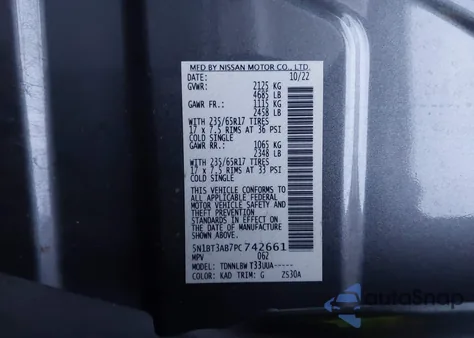 MFD BY NISSAN MOTOR CO., LTD.
DATE: 10/22
GVWR: 2125 KG
4685 LB
GAWR FR.: 1115 KG
2458 LB
WITH 235/65R17 TIRES
17 x 7.5 RIMS AT 36 PSI
COLD SINGLE
GAWR RR.: 1065 KG
2348 LB
WITH 235/65R17 TIRES
17 x 7.5 RIMS AT 33 PSI
COLD SINGLE
THIS VEHICLE CONFORMS TO
ALL APPLICABLE FEDERAL
MOTOR VEHICLE SAFETY AND
THEFT PREVENTION
STANDARDS IN EFFECT ON
THE DATE OF MANUFACTURE
SHOWN ABOVE.
5N1BT3AB7PC742661
MPV 062
MODEL: TDNNLBW T33UUA-----
COLOR: KAD TRIM: G ZS30A
autoSnap